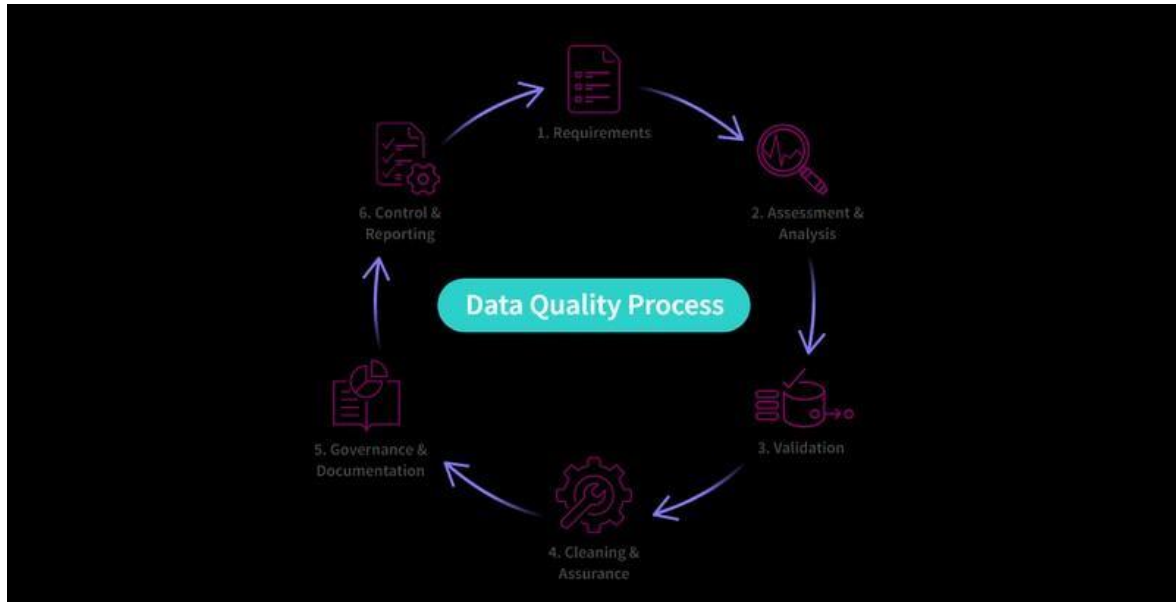 1. Requirements
2. Assessment &
Analysis
3. Validation
4. Cleaning &
Assurance
5. Governance &
Documentation
6. Control &
Reporting
Data Quality Process